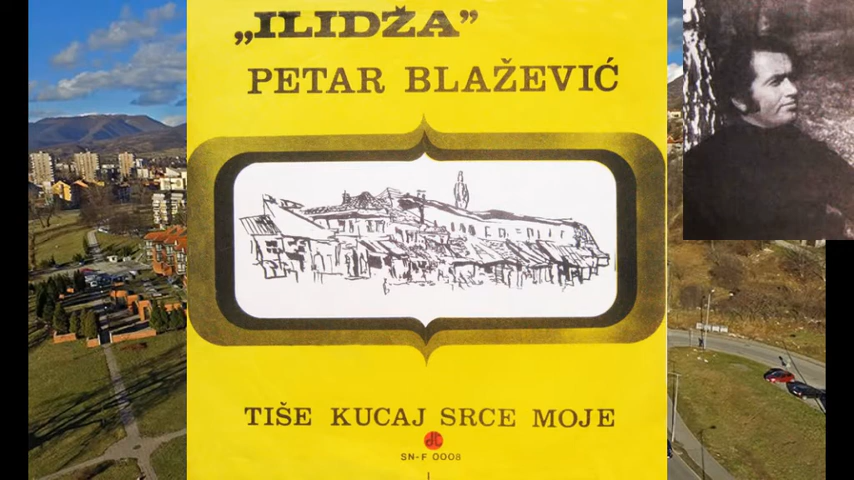 „ILIDŽA”
PETAR BLAŽEVIĆ
TIŠE KUCAJ SRCE MOJE
SN-F 0008